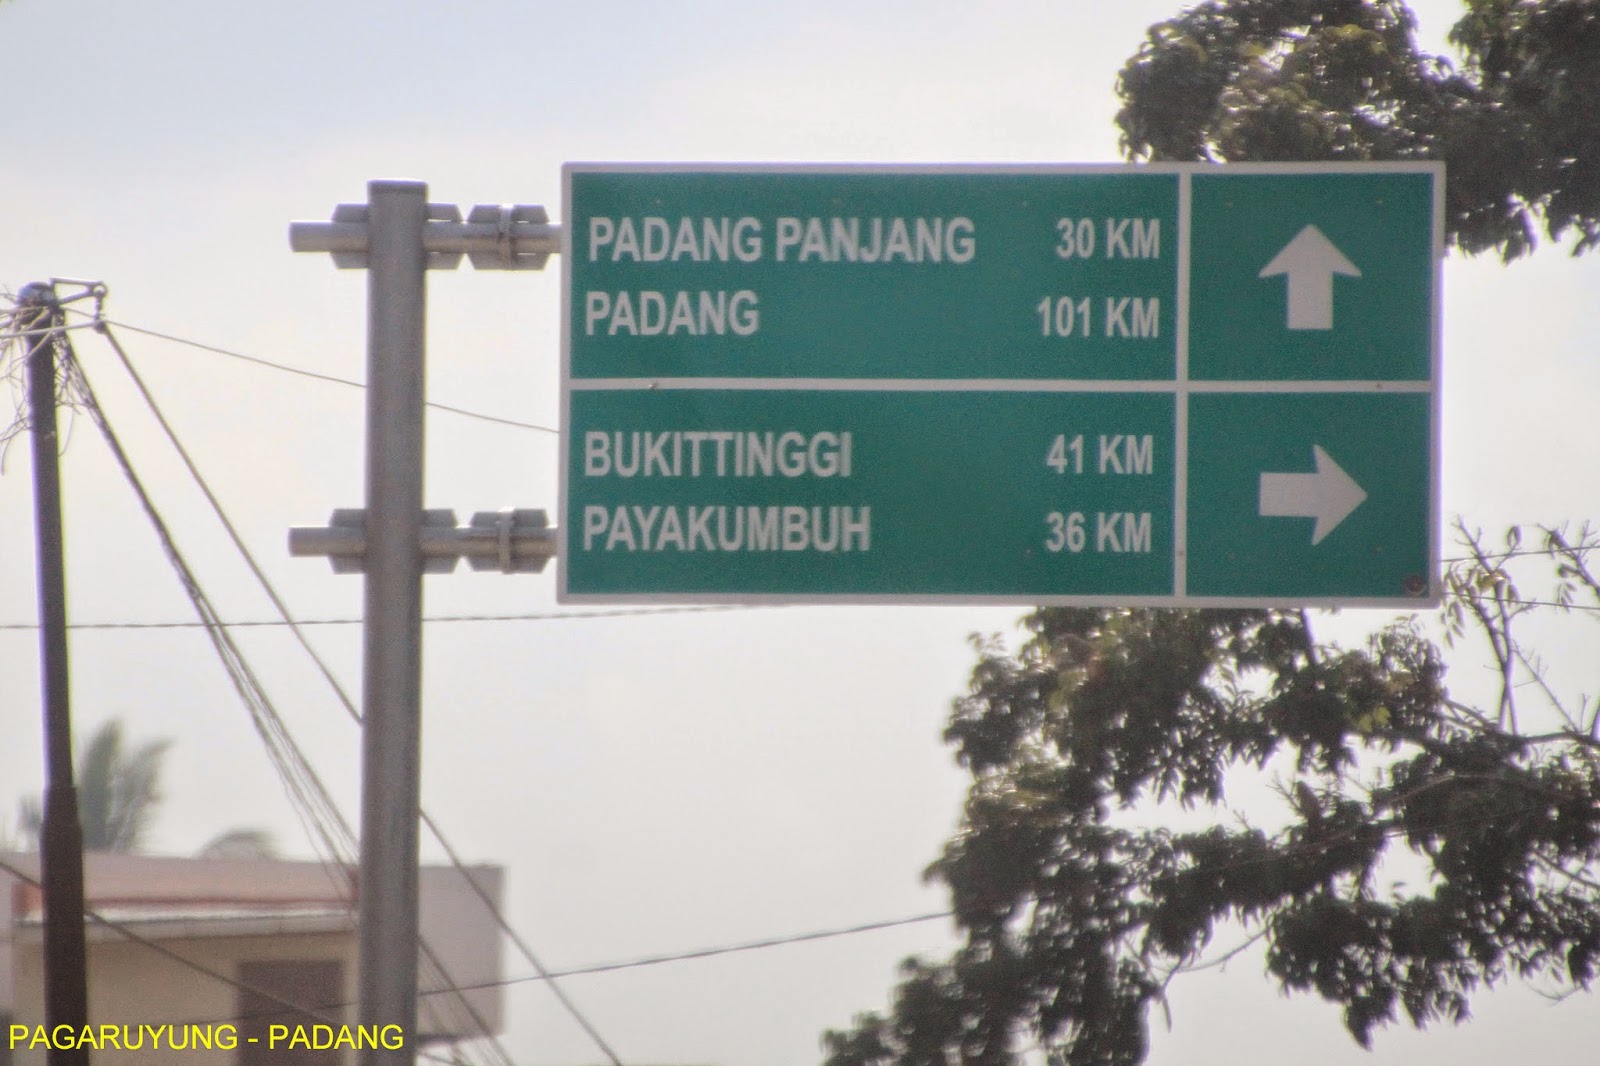 PADANG PANJANG 30 KM
PADANG 101 KM
BUKITTINGGI 41 KM
PAYAKUMBUH 36 KM
PAGARUYUNG - PADANG